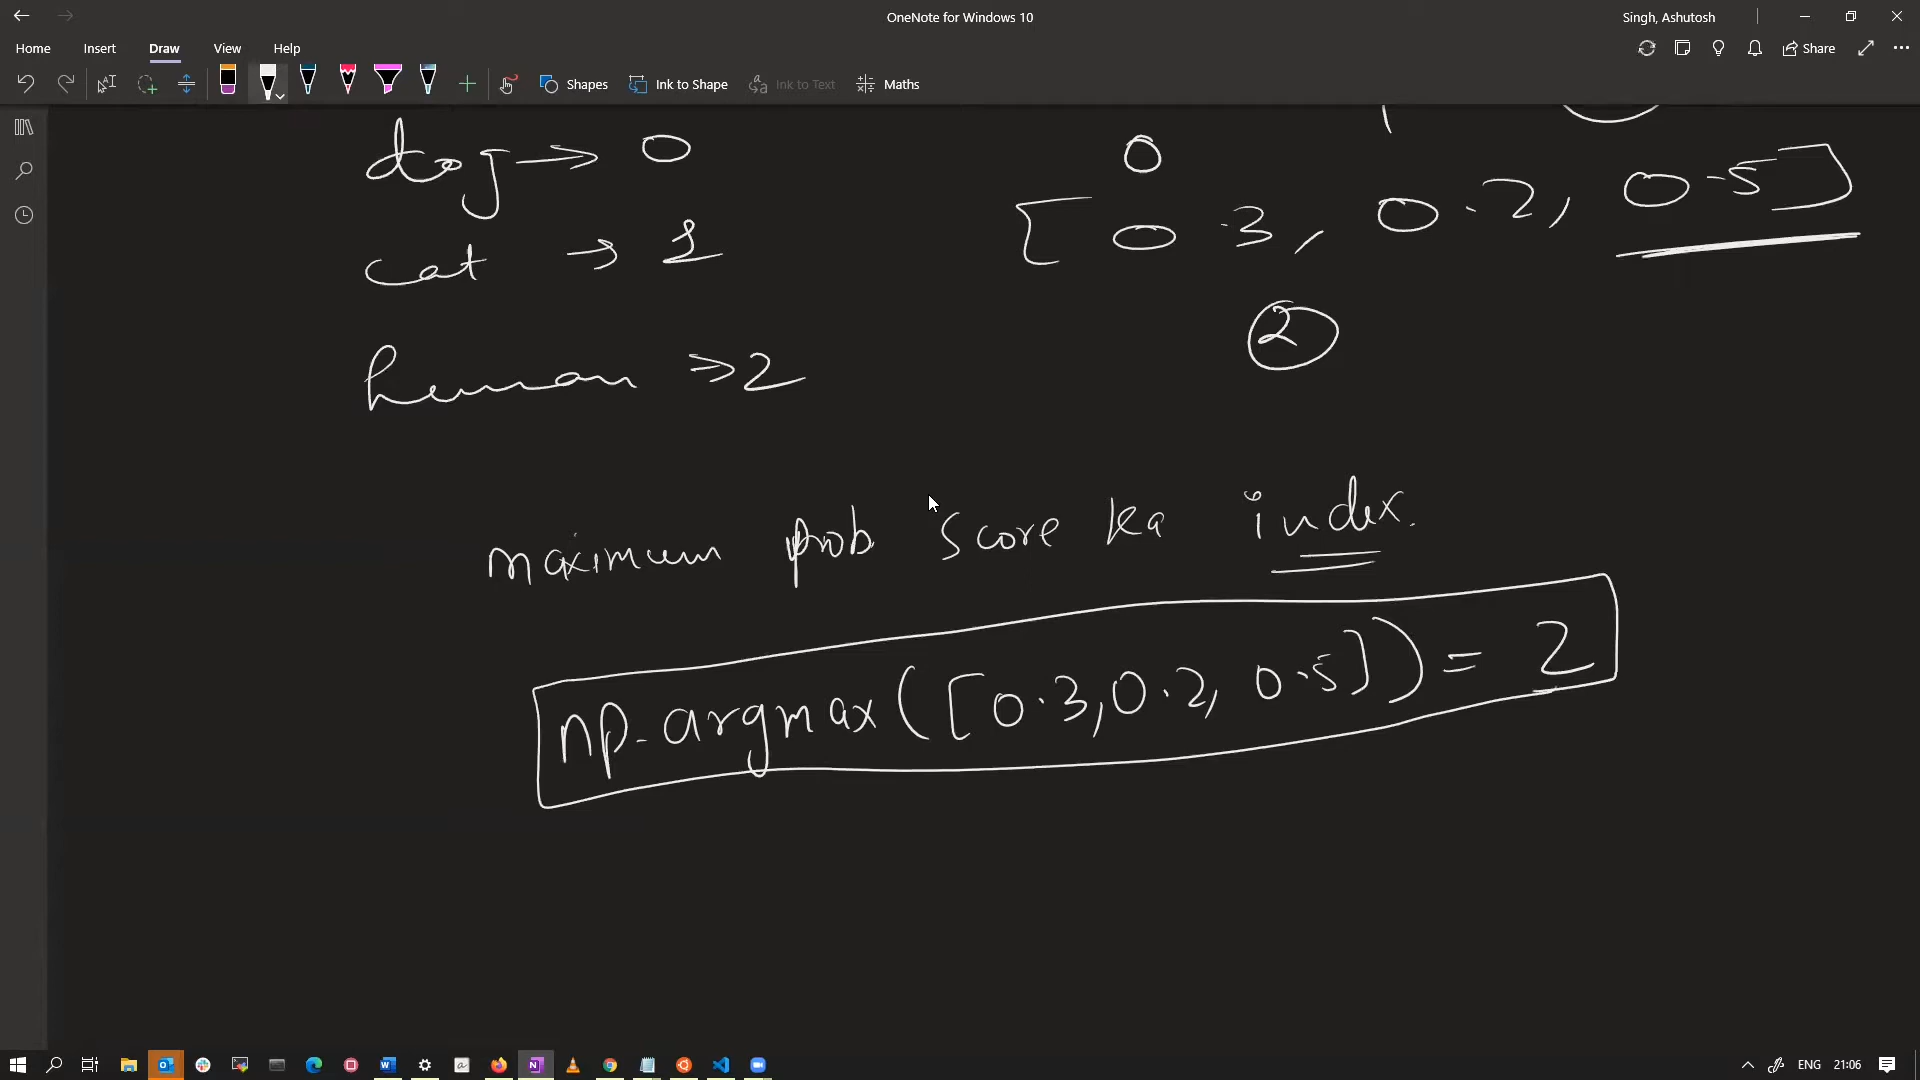 OneNote for Windows 10
Singh, Ashutosh
Home Insert Draw View Help
Share
Shapes Ink to Shape Ink to Text Maths
dog → 0
0
[0.3, 0.2, 0.5]
cat → 1
2
human → 2
maximum prob score ka index.
np.argmax([0.3,0.2, 0.5]) = 2
ENG 21:06